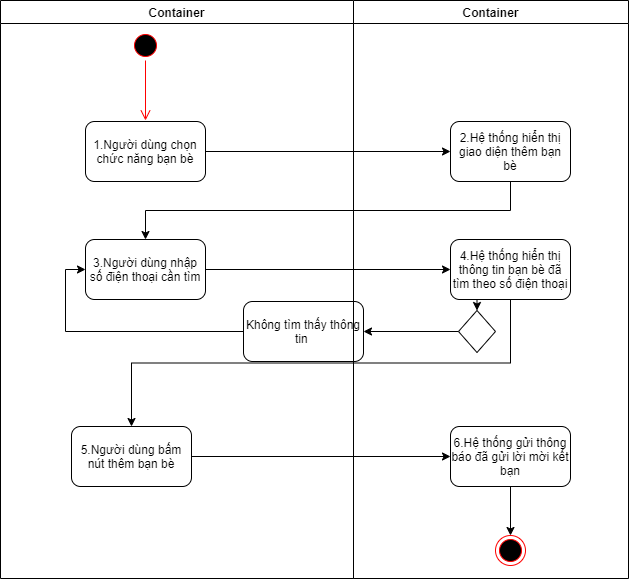 Container
Container
1.Người dùng chọn
chức năng bạn bè
2.Hệ thống hiển thị
giao diện thêm bạn
bè
3.Người dùng nhập
số điện thoại cần tìm
4.Hệ thống hiển thị
thông tin bạn bè đã
tìm theo số điện thoại
Không tìm thấy thông
tin
5.Người dùng bấm
nút thêm bạn bè
6.Hệ thống gửi thông
báo đã gửi lời mời kết
bạn